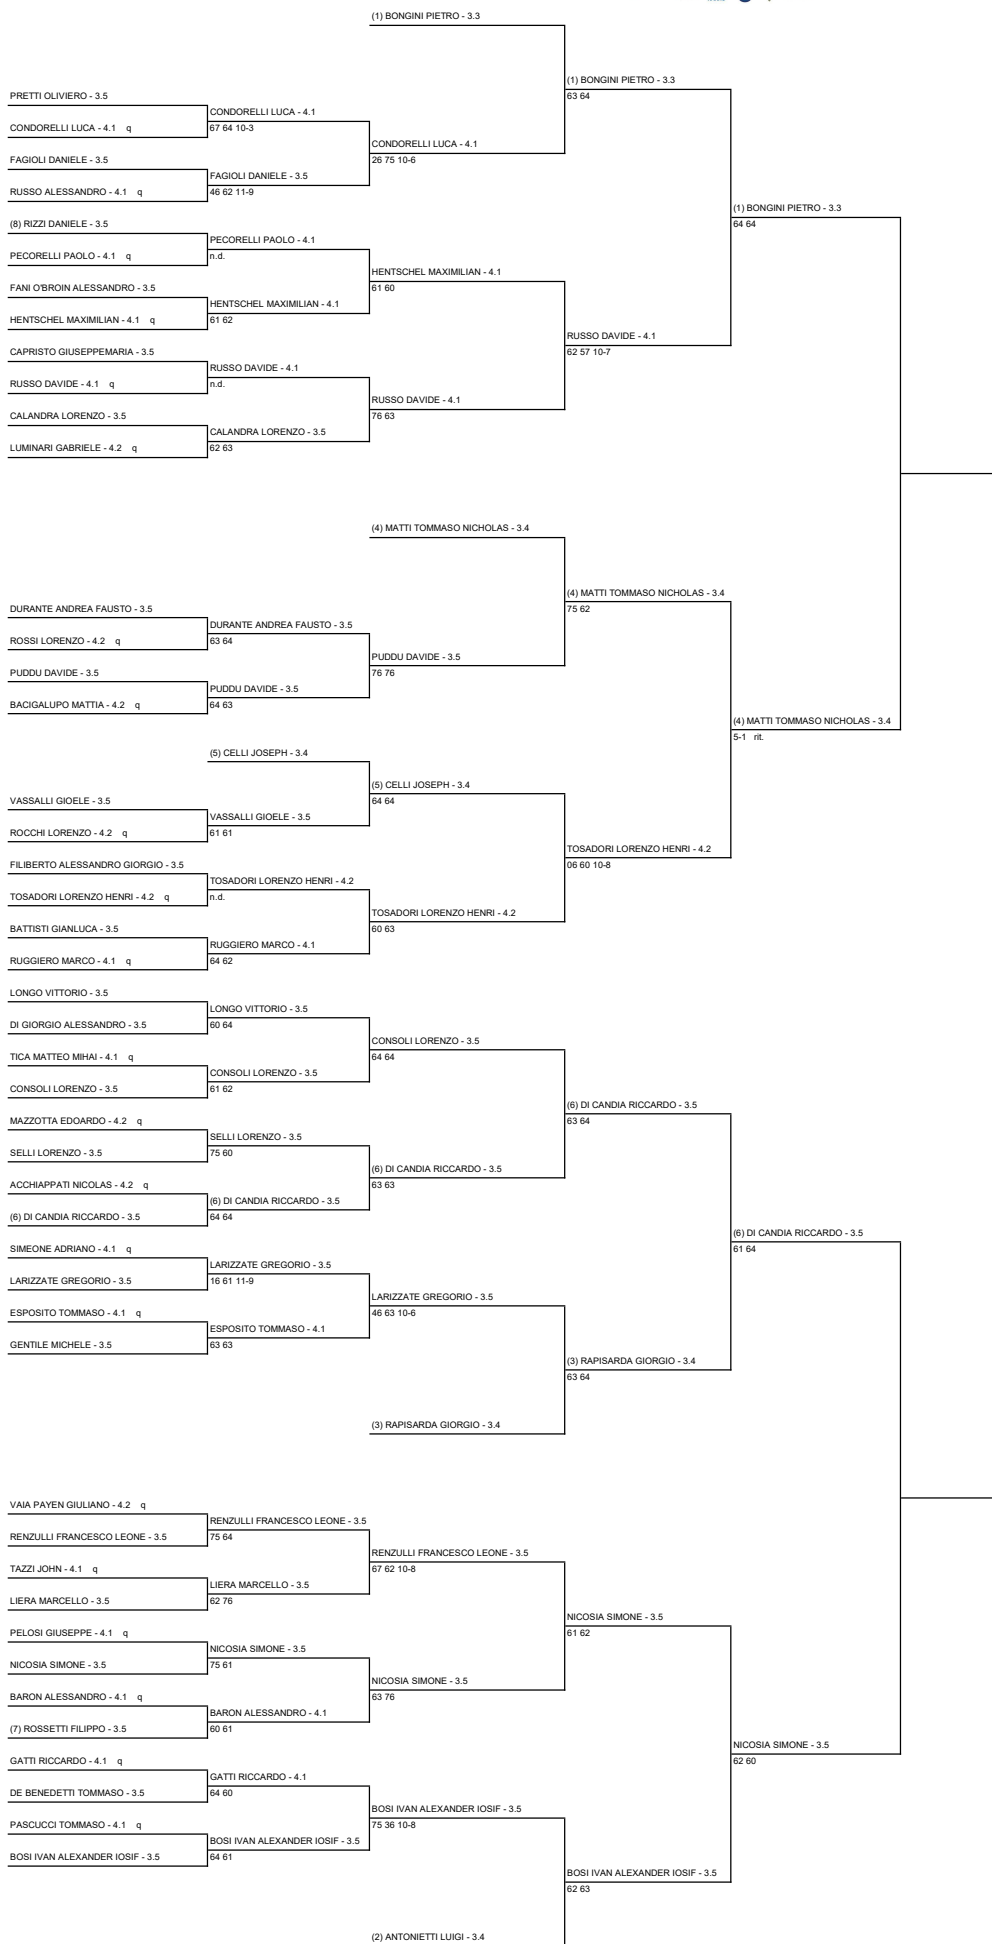 (1) BONGINI PIETRO - 3.3
(1) BONGINI PIETRO - 3.3
63 64
PRETTI OLIVIERO - 3.5
CONDORELLI LUCA - 4.1
CONDORELLI LUCA - 4.1 q
67 64 10-3
CONDORELLI LUCA - 4.1
26 75 10-6
FAGIOLI DANIELE - 3.5
FAGIOLI DANIELE - 3.5
RUSSO ALESSANDRO - 4.1 q
46 62 11-9
(1) BONGINI PIETRO - 3.3
64 64
(8) RIZZI DANIELE - 3.5
PECORELLI PAOLO - 4.1
PECORELLI PAOLO - 4.1 q
n.d.
HENTSCHEL MAXIMILIAN - 4.1
61 60
FANI O'BROIN ALESSANDRO - 3.5
HENTSCHEL MAXIMILIAN - 4.1
HENTSCHEL MAXIMILIAN - 4.1 q
61 62
RUSSO DAVIDE - 4.1
62 57 10-7
CAPRISTO GIUSEPPEMARIA - 3.5
RUSSO DAVIDE - 4.1
RUSSO DAVIDE - 4.1 q
n.d.
RUSSO DAVIDE - 4.1
76 63
CALANDRA LORENZO - 3.5
CALANDRA LORENZO - 3.5
LUMINARI GABRIELE - 4.2 q
62 63
(4) MATTI TOMMASO NICHOLAS - 3.4
(4) MATTI TOMMASO NICHOLAS - 3.4
75 62
DURANTE ANDREA FAUSTO - 3.5
DURANTE ANDREA FAUSTO - 3.5
ROSSI LORENZO - 4.2 q
63 64
PUDDU DAVIDE - 3.5
76 76
PUDDU DAVIDE - 3.5
PUDDU DAVIDE - 3.5
BACIGALUPO MATTIA - 4.2 q
64 63
(4) MATTI TOMMASO NICHOLAS - 3.4
5-1 rit.
(5) CELLI JOSEPH - 3.4
(5) CELLI JOSEPH - 3.4
64 64
VASSALLI GIOELE - 3.5
VASSALLI GIOELE - 3.5
ROCCHI LORENZO - 4.2 q
61 61
TOSADORI LORENZO HENRI - 4.2
06 60 10-8
FILIBERTO ALESSANDRO GIORGIO - 3.5
TOSADORI LORENZO HENRI - 4.2
TOSADORI LORENZO HENRI - 4.2 q
n.d.
TOSADORI LORENZO HENRI - 4.2
60 63
BATTISTI GIANLUCA - 3.5
RUGGIERO MARCO - 4.1
RUGGIERO MARCO - 4.1 q
64 62
LONGO VITTORIO - 3.5
LONGO VITTORIO - 3.5
DI GIORGIO ALESSANDRO - 3.5
60 64
CONSOLI LORENZO - 3.5
64 64
TICA MATTEO MIHAI - 4.1 q
CONSOLI LORENZO - 3.5
CONSOLI LORENZO - 3.5
61 62
(6) DI CANDIA RICCARDO - 3.5
63 64
MAZZOTTA EDOARDO - 4.2 q
SELLI LORENZO - 3.5
SELLI LORENZO - 3.5
75 60
(6) DI CANDIA RICCARDO - 3.5
63 63
ACCHIAPPATI NICOLAS - 4.2 q
(6) DI CANDIA RICCARDO - 3.5
(6) DI CANDIA RICCARDO - 3.5
64 64
(6) DI CANDIA RICCARDO - 3.5
61 64
SIMEONE ADRIANO - 4.1 q
LARIZZATE GREGORIO - 3.5
LARIZZATE GREGORIO - 3.5
16 61 11-9
LARIZZATE GREGORIO - 3.5
46 63 10-6
ESPOSITO TOMMASO - 4.1 q
ESPOSITO TOMMASO - 4.1
GENTILE MICHELE - 3.5
63 63
(3) RAPISARDA GIORGIO - 3.4
63 64
(3) RAPISARDA GIORGIO - 3.4
VAIA PAYEN GIULIANO - 4.2 q
RENZULLI FRANCESCO LEONE - 3.5
RENZULLI FRANCESCO LEONE - 3.5
75 64
RENZULLI FRANCESCO LEONE - 3.5
67 62 10-8
TAZZI JOHN - 4.1 q
LIERA MARCELLO - 3.5
LIERA MARCELLO - 3.5
62 76
NICOSIA SIMONE - 3.5
61 62
PELOSI GIUSEPPE - 4.1 q
NICOSIA SIMONE - 3.5
NICOSIA SIMONE - 3.5
75 61
NICOSIA SIMONE - 3.5
63 76
BARON ALESSANDRO - 4.1 q
BARON ALESSANDRO - 4.1
(7) ROSSETTI FILIPPO - 3.5
60 61
NICOSIA SIMONE - 3.5
62 60
GATTI RICCARDO - 4.1 q
GATTI RICCARDO - 4.1
DE BENEDETTI TOMMASO - 3.5
64 60
BOSI IVAN ALEXANDER IOSIF - 3.5
75 36 10-8
PASCUCCI TOMMASO - 4.1 q
BOSI IVAN ALEXANDER IOSIF - 3.5
BOSI IVAN ALEXANDER IOSIF - 3.5
64 61
BOSI IVAN ALEXANDER IOSIF - 3.5
62 63
(2) ANTONIETTI LUIGI - 3.4